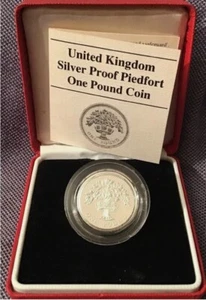 United Kingdom
Silver Proof Piedfort
One Pound Coin